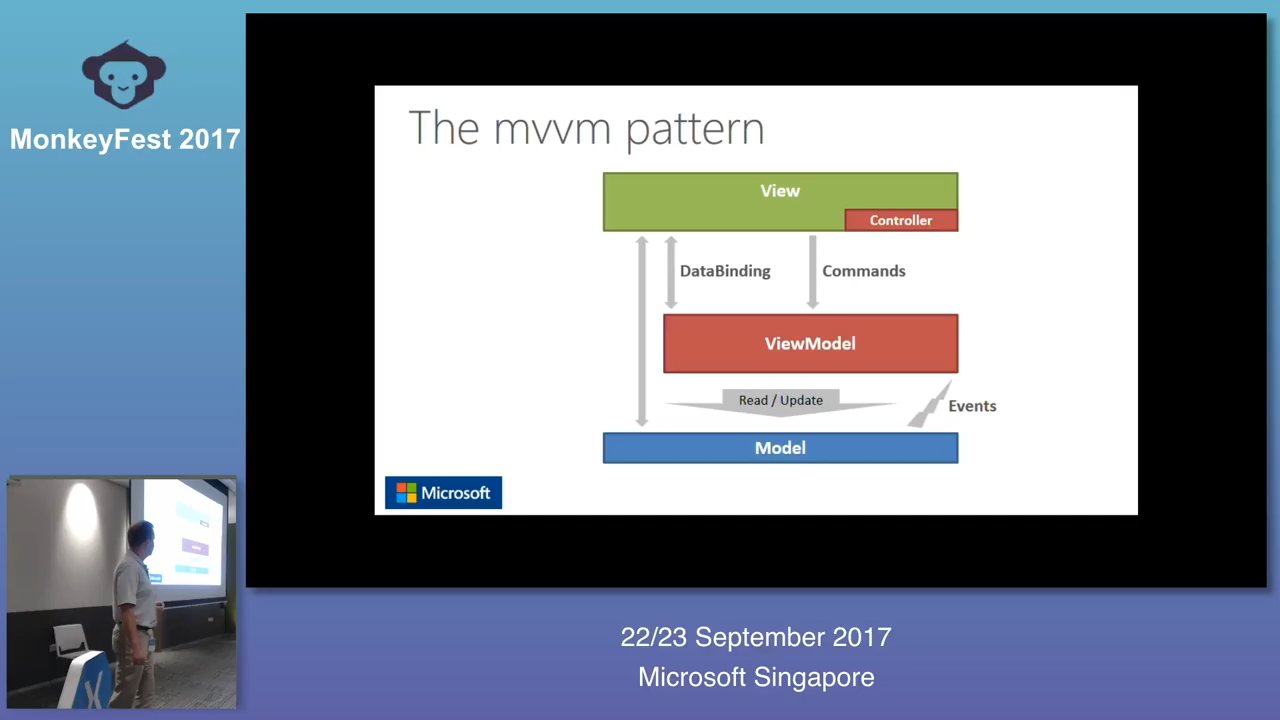 MonkeyFest 2017
The mvvm pattern
View
Controller
DataBinding
Commands
ViewModel
Read / Update
Events
Model
Microsoft
22/23 September 2017
Microsoft Singapore